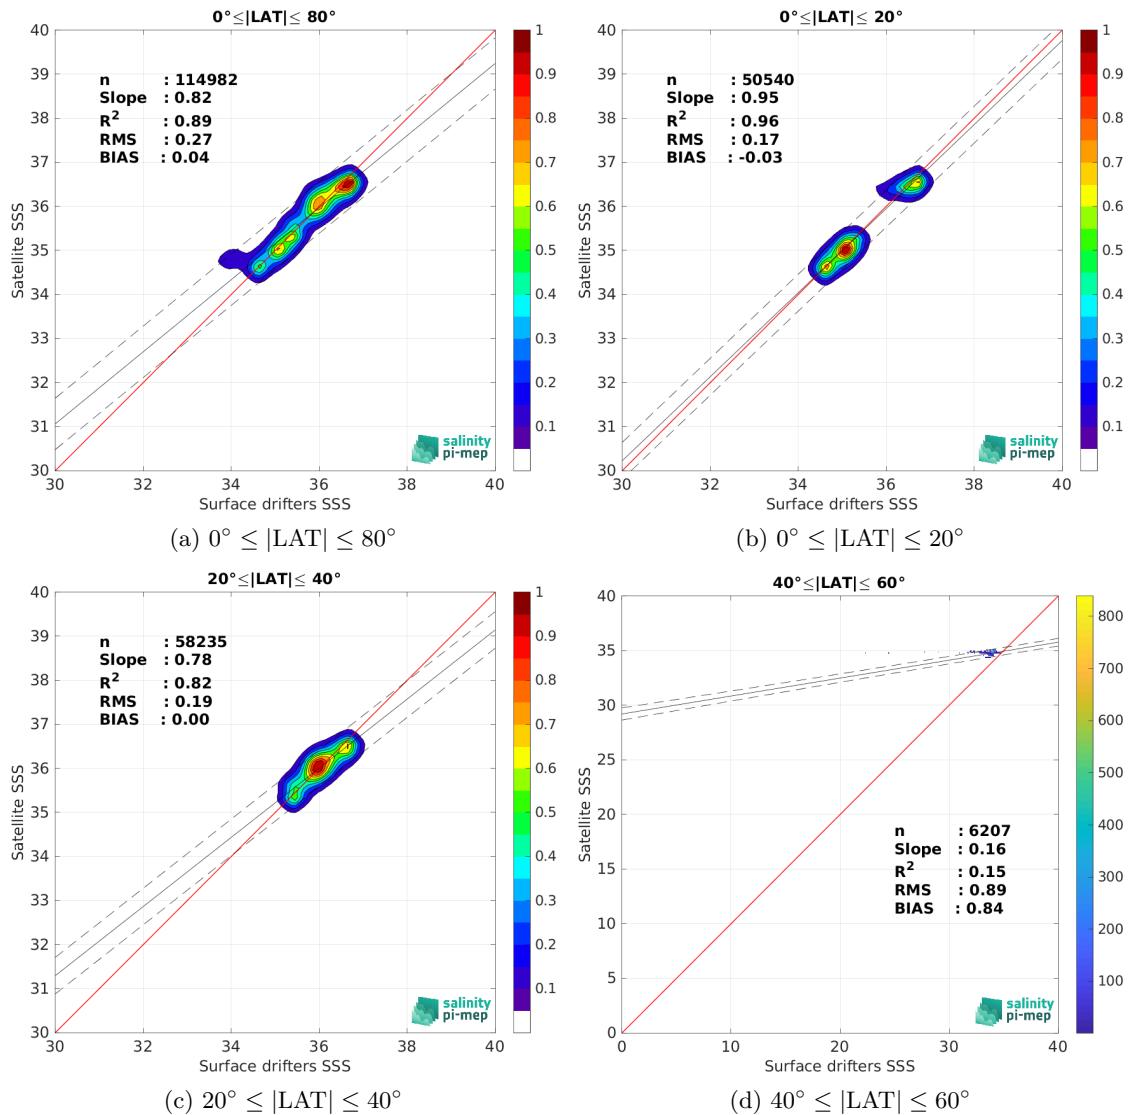 0°≤|LAT|≤ 80°
40
39
38
37
36
35
34
33
32
31
30
n : 114982
Slope : 0.82
R² : 0.89
RMS : 0.27
BIAS : 0.04
Satellite SSS
30 32 34 36 38 40
Surface drifters SSS
salinity
pi-mep
1
0.9
0.8
0.7
0.6
0.5
0.4
0.3
0.2
0.1
(a) 0° ≤ |LAT| ≤ 80°
0°≤|LAT|≤ 20°
40
39
38
37
36
35
34
33
32
31
30
n : 50540
Slope : 0.95
R² : 0.96
RMS : 0.17
BIAS : -0.03
Satellite SSS
30 32 34 36 38 40
Surface drifters SSS
salinity
pi-mep
1
0.9
0.8
0.7
0.6
0.5
0.4
0.3
0.2
0.1
(b) 0° ≤ |LAT| ≤ 20°
20°≤|LAT|≤ 40°
40
39
38
37
36
35
34
33
32
31
30
n : 58235
Slope : 0.78
R² : 0.82
RMS : 0.19
BIAS : 0.00
Satellite SSS
30 32 34 36 38 40
Surface drifters SSS
salinity
pi-mep
1
0.9
0.8
0.7
0.6
0.5
0.4
0.3
0.2
0.1
(c) 20° ≤ |LAT| ≤ 40°
40°≤|LAT|≤ 60°
40
35
30
25
20
15
10
5
0
n : 6207
Slope : 0.16
R² : 0.15
RMS : 0.89
BIAS : 0.84
Satellite SSS
0 10 20 30 40
Surface drifters SSS
salinity
pi-mep
800
700
600
500
400
300
200
100
(d) 40° ≤ |LAT| ≤ 60°